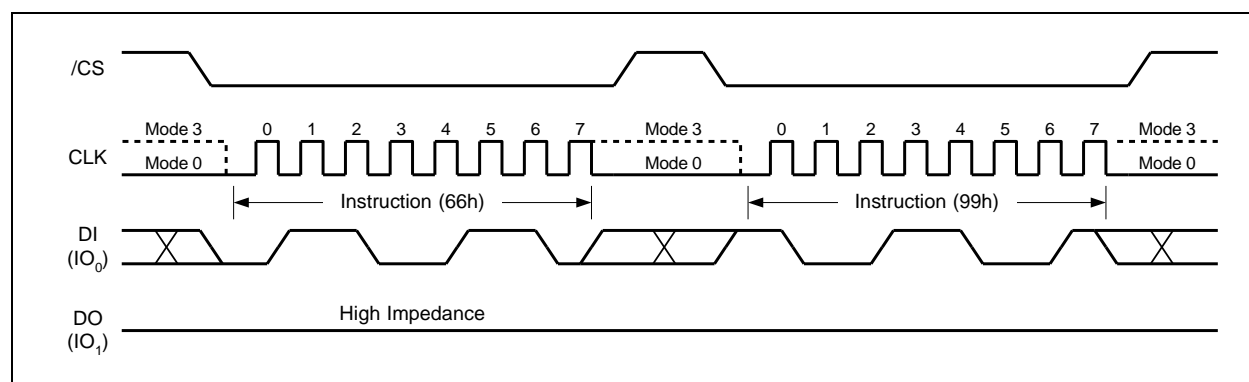 /CS
Mode 3 0 1 2 3 4 5 6 7 Mode 3 0 1 2 3 4 5 6 7 Mode 3
CLK Mode 0 Mode 0 Mode 0
Instruction (66h) Instruction (99h)
DI
(IO₀)
High Impedance
DO
(IO₁)